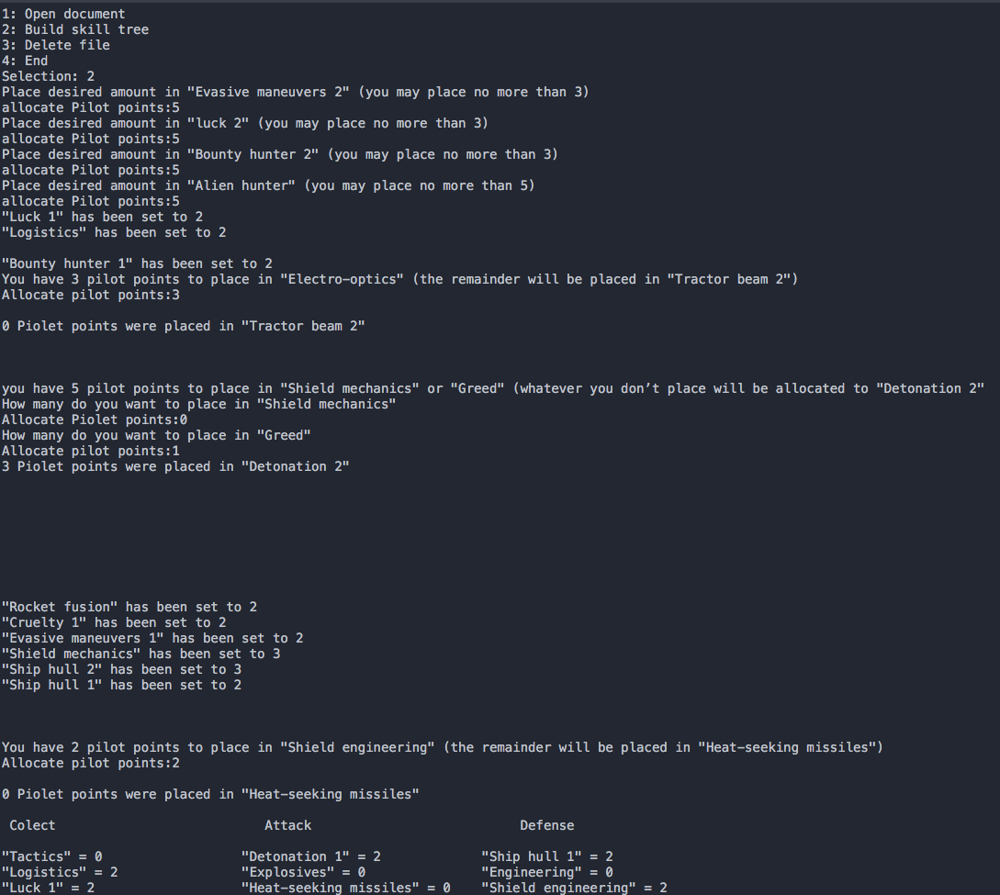 1: Open document
2: Build skill tree
3: Delete file
4: End
Selection: 2
Place desired amount in "Evasive maneuvers 2" (you may place no more than 3)
allocate Pilot points:5
Place desired amount in "luck 2" (you may place no more than 3)
allocate Pilot points:5
Place desired amount in "Bounty hunter 2" (you may place no more than 3)
allocate Pilot points:5
Place desired amount in "Alien hunter" (you may place no more than 5)
allocate Pilot points:5
"Luck 1" has been set to 2
"Logistics" has been set to 2
"Bounty hunter 1" has been set to 2
You have 3 pilot points to place in "Electro-optics" (the remainder will be placed in "Tractor beam 2")
Allocate pilot points:3
0 Piolet points were placed in "Tractor beam 2"
you have 5 pilot points to place in "Shield mechanics" or "Greed" (whatever you don’t place will be allocated to "Detonation 2"
How many do you want to place in "Shield mechanics"
Allocate Piolet points:0
How many do you want to place in "Greed"
Allocate pilot points:1
3 Piolet points were placed in "Detonation 2"
"Rocket fusion" has been set to 2
"Cruelty 1" has been set to 2
"Evasive maneuvers 1" has been set to 2
"Shield mechanics" has been set to 3
"Ship hull 2" has been set to 3
"Ship hull 1" has been set to 2
You have 2 pilot points to place in "Shield engineering" (the remainder will be placed in "Heat-seeking missiles")
Allocate pilot points:2
0 Piolet points were placed in "Heat-seeking missiles"
Colect Attack Defense
"Tactics" = 0 "Detonation 1" = 2 "Ship hull 1" = 2
"Logistics" = 2 "Explosives" = 0 "Engineering" = 0
"Luck 1" = 2 "Heat-seeking missiles" = 0 "Shield engineering" = 2